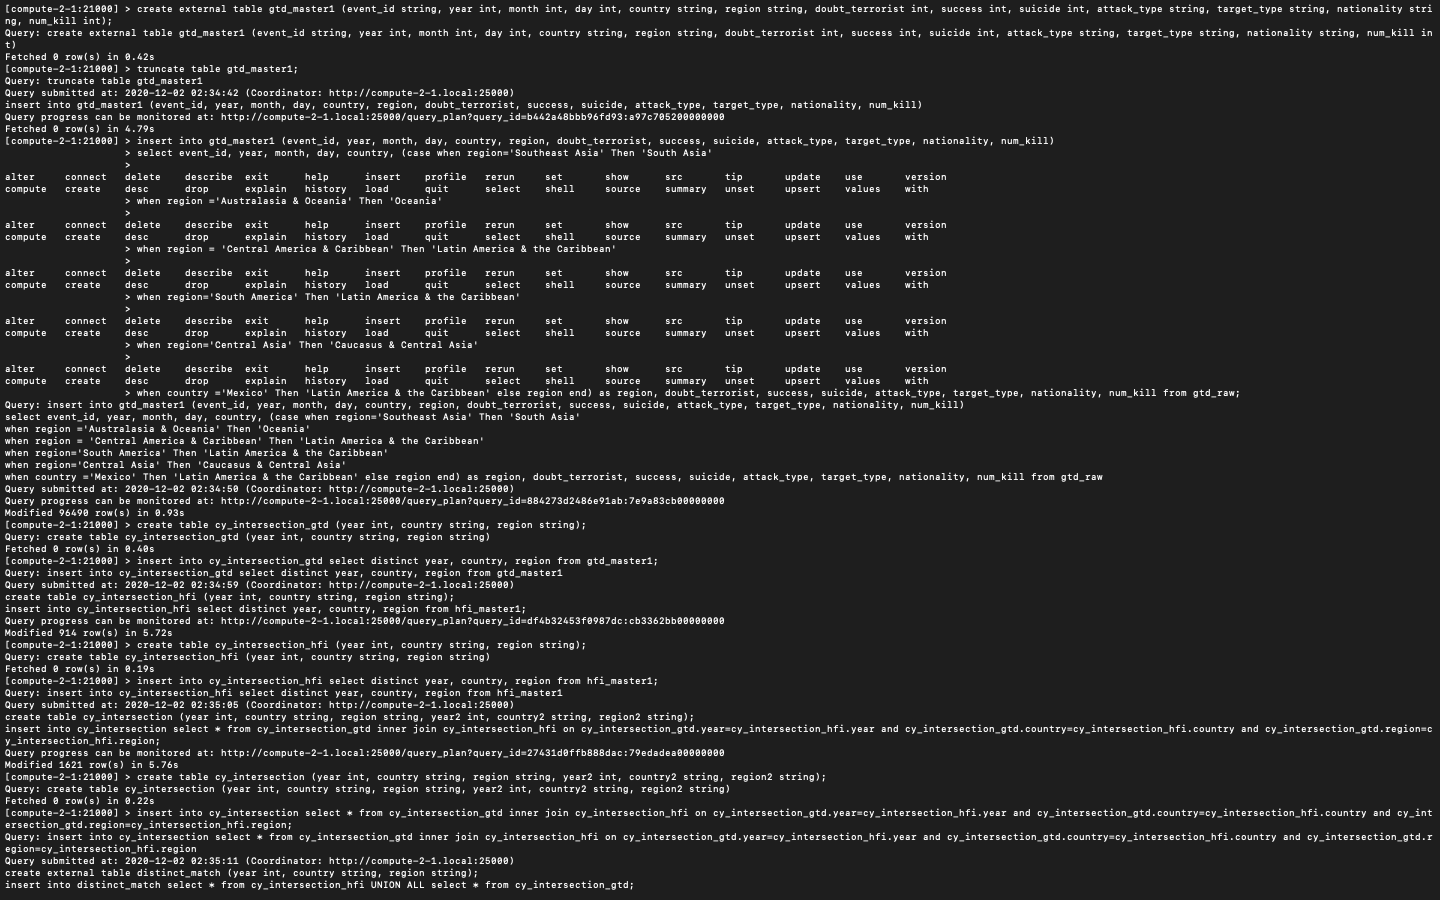 [compute-2-1:21000] > create external table gtd_master1 (event_id string, year int, month int, day int, country string, region string, doubt_terrorist int, success int, suicide int, attack_type string, target_type string, nationality stri
ng, num_kill int);
Query: create external table gtd_master1 (event_id string, year int, month int, day int, country string, region string, doubt_terrorist int, success int, suicide int, attack_type string, target_type string, nationality string, num_kill in
t)
Fetched 0 row(s) in 0.42s
[compute-2-1:21000] > truncate table gtd_master1;
Query: truncate table gtd_master1
Query submitted at: 2020-12-02 02:34:42 (Coordinator: http://compute-2-1.local:25000)
insert into gtd_master1 (event_id, year, month, day, country, region, doubt_terrorist, success, suicide, attack_type, target_type, nationality, num_kill)
Query progress can be monitored at: http://compute-2-1.local:25000/query_plan?query_id=b442a48bbb96fd93:a97c705200000000
Fetched 0 row(s) in 4.79s
[compute-2-1:21000] > insert into gtd_master1 (event_id, year, month, day, country, region, doubt_terrorist, success, suicide, attack_type, target_type, nationality, num_kill)
> select event_id, year, month, day, country, (case when region='Southeast Asia' Then 'South Asia'
>
alter connect delete describe exit help insert profile rerun set show src tip update use version
compute create desc drop explain history load quit select shell source summary unset upsert values with
> when region ='Australasia & Oceania' Then 'Oceania'
>
alter connect delete describe exit help insert profile rerun set show src tip update use version
compute create desc drop explain history load quit select shell source summary unset upsert values with
> when region = 'Central America & Caribbean' Then 'Latin America & the Caribbean'
>
alter connect delete describe exit help insert profile rerun set show src tip update use version
compute create desc drop explain history load quit select shell source summary unset upsert values with
> when region='South America' Then 'Latin America & the Caribbean'
>
alter connect delete describe exit help insert profile rerun set show src tip update use version
compute create desc drop explain history load quit select shell source summary unset upsert values with
> when region='Central Asia' Then 'Caucasus & Central Asia'
>
alter connect delete describe exit help insert profile rerun set show src tip update use version
compute create desc drop explain history load quit select shell source summary unset upsert values with
> when country ='Mexico' Then 'Latin America & the Caribbean' else region end) as region, doubt_terrorist, success, suicide, attack_type, target_type, nationality, num_kill from gtd_raw;
Query: insert into gtd_master1 (event_id, year, month, day, country, region, doubt_terrorist, success, suicide, attack_type, target_type, nationality, num_kill)
select event_id, year, month, day, country, (case when region='Southeast Asia' Then 'South Asia'
when region ='Australasia & Oceania' Then 'Oceania'
when region = 'Central America & Caribbean' Then 'Latin America & the Caribbean'
when region='South America' Then 'Latin America & the Caribbean'
when region='Central Asia' Then 'Caucasus & Central Asia'
when country ='Mexico' Then 'Latin America & the Caribbean' else region end) as region, doubt_terrorist, success, suicide, attack_type, target_type, nationality, num_kill from gtd_raw
Query submitted at: 2020-12-02 02:34:50 (Coordinator: http://compute-2-1.local:25000)
Query progress can be monitored at: http://compute-2-1.local:25000/query_plan?query_id=884273d2486e91ab:7e9a83cb00000000
Modified 96490 row(s) in 0.93s
[compute-2-1:21000] > create table cy_intersection_gtd (year int, country string, region string);
Query: create table cy_intersection_gtd (year int, country string, region string)
Fetched 0 row(s) in 0.40s
[compute-2-1:21000] > insert into cy_intersection_gtd select distinct year, country, region from gtd_master1;
Query: insert into cy_intersection_gtd select distinct year, country, region from gtd_master1
Query submitted at: 2020-12-02 02:34:59 (Coordinator: http://compute-2-1.local:25000)
create table cy_intersection_hfi (year int, country string, region string);
insert into cy_intersection_hfi select distinct year, country, region from hfi_master1;
Query progress can be monitored at: http://compute-2-1.local:25000/query_plan?query_id=df4b32453f0987dc:cb3362bb00000000
Modified 914 row(s) in 5.72s
[compute-2-1:21000] > create table cy_intersection_hfi (year int, country string, region string);
Query: create table cy_intersection_hfi (year int, country string, region string)
Fetched 0 row(s) in 0.19s
[compute-2-1:21000] > insert into cy_intersection_hfi select distinct year, country, region from hfi_master1;
Query: insert into cy_intersection_hfi select distinct year, country, region from hfi_master1
Query submitted at: 2020-12-02 02:35:05 (Coordinator: http://compute-2-1.local:25000)
create table cy_intersection (year int, country string, region string, year2 int, country2 string, region2 string);
insert into cy_intersection select * from cy_intersection_gtd inner join cy_intersection_hfi on cy_intersection_gtd.year=cy_intersection_hfi.year and cy_intersection_gtd.country=cy_intersection_hfi.country and cy_intersection_gtd.region=c
y_intersection_hfi.region;
Query progress can be monitored at: http://compute-2-1.local:25000/query_plan?query_id=27431d0ffb888dac:79edadea00000000
Modified 1621 row(s) in 5.76s
[compute-2-1:21000] > create table cy_intersection (year int, country string, region string, year2 int, country2 string, region2 string);
Query: create table cy_intersection (year int, country string, region string, year2 int, country2 string, region2 string)
Fetched 0 row(s) in 0.22s
[compute-2-1:21000] > insert into cy_intersection select * from cy_intersection_gtd inner join cy_intersection_hfi on cy_intersection_gtd.year=cy_intersection_hfi.year and cy_intersection_gtd.country=cy_intersection_hfi.country and cy_int
ersection_gtd.region=cy_intersection_hfi.region;
Query: insert into cy_intersection select * from cy_intersection_gtd inner join cy_intersection_hfi on cy_intersection_gtd.year=cy_intersection_hfi.year and cy_intersection_gtd.country=cy_intersection_hfi.country and cy_intersection_gtd.r
egion=cy_intersection_hfi.region
Query submitted at: 2020-12-02 02:35:11 (Coordinator: http://compute-2-1.local:25000)
create external table distinct_match (year int, country string, region string);
insert into distinct_match select * from cy_intersection_hfi UNION ALL select * from cy_intersection_gtd;